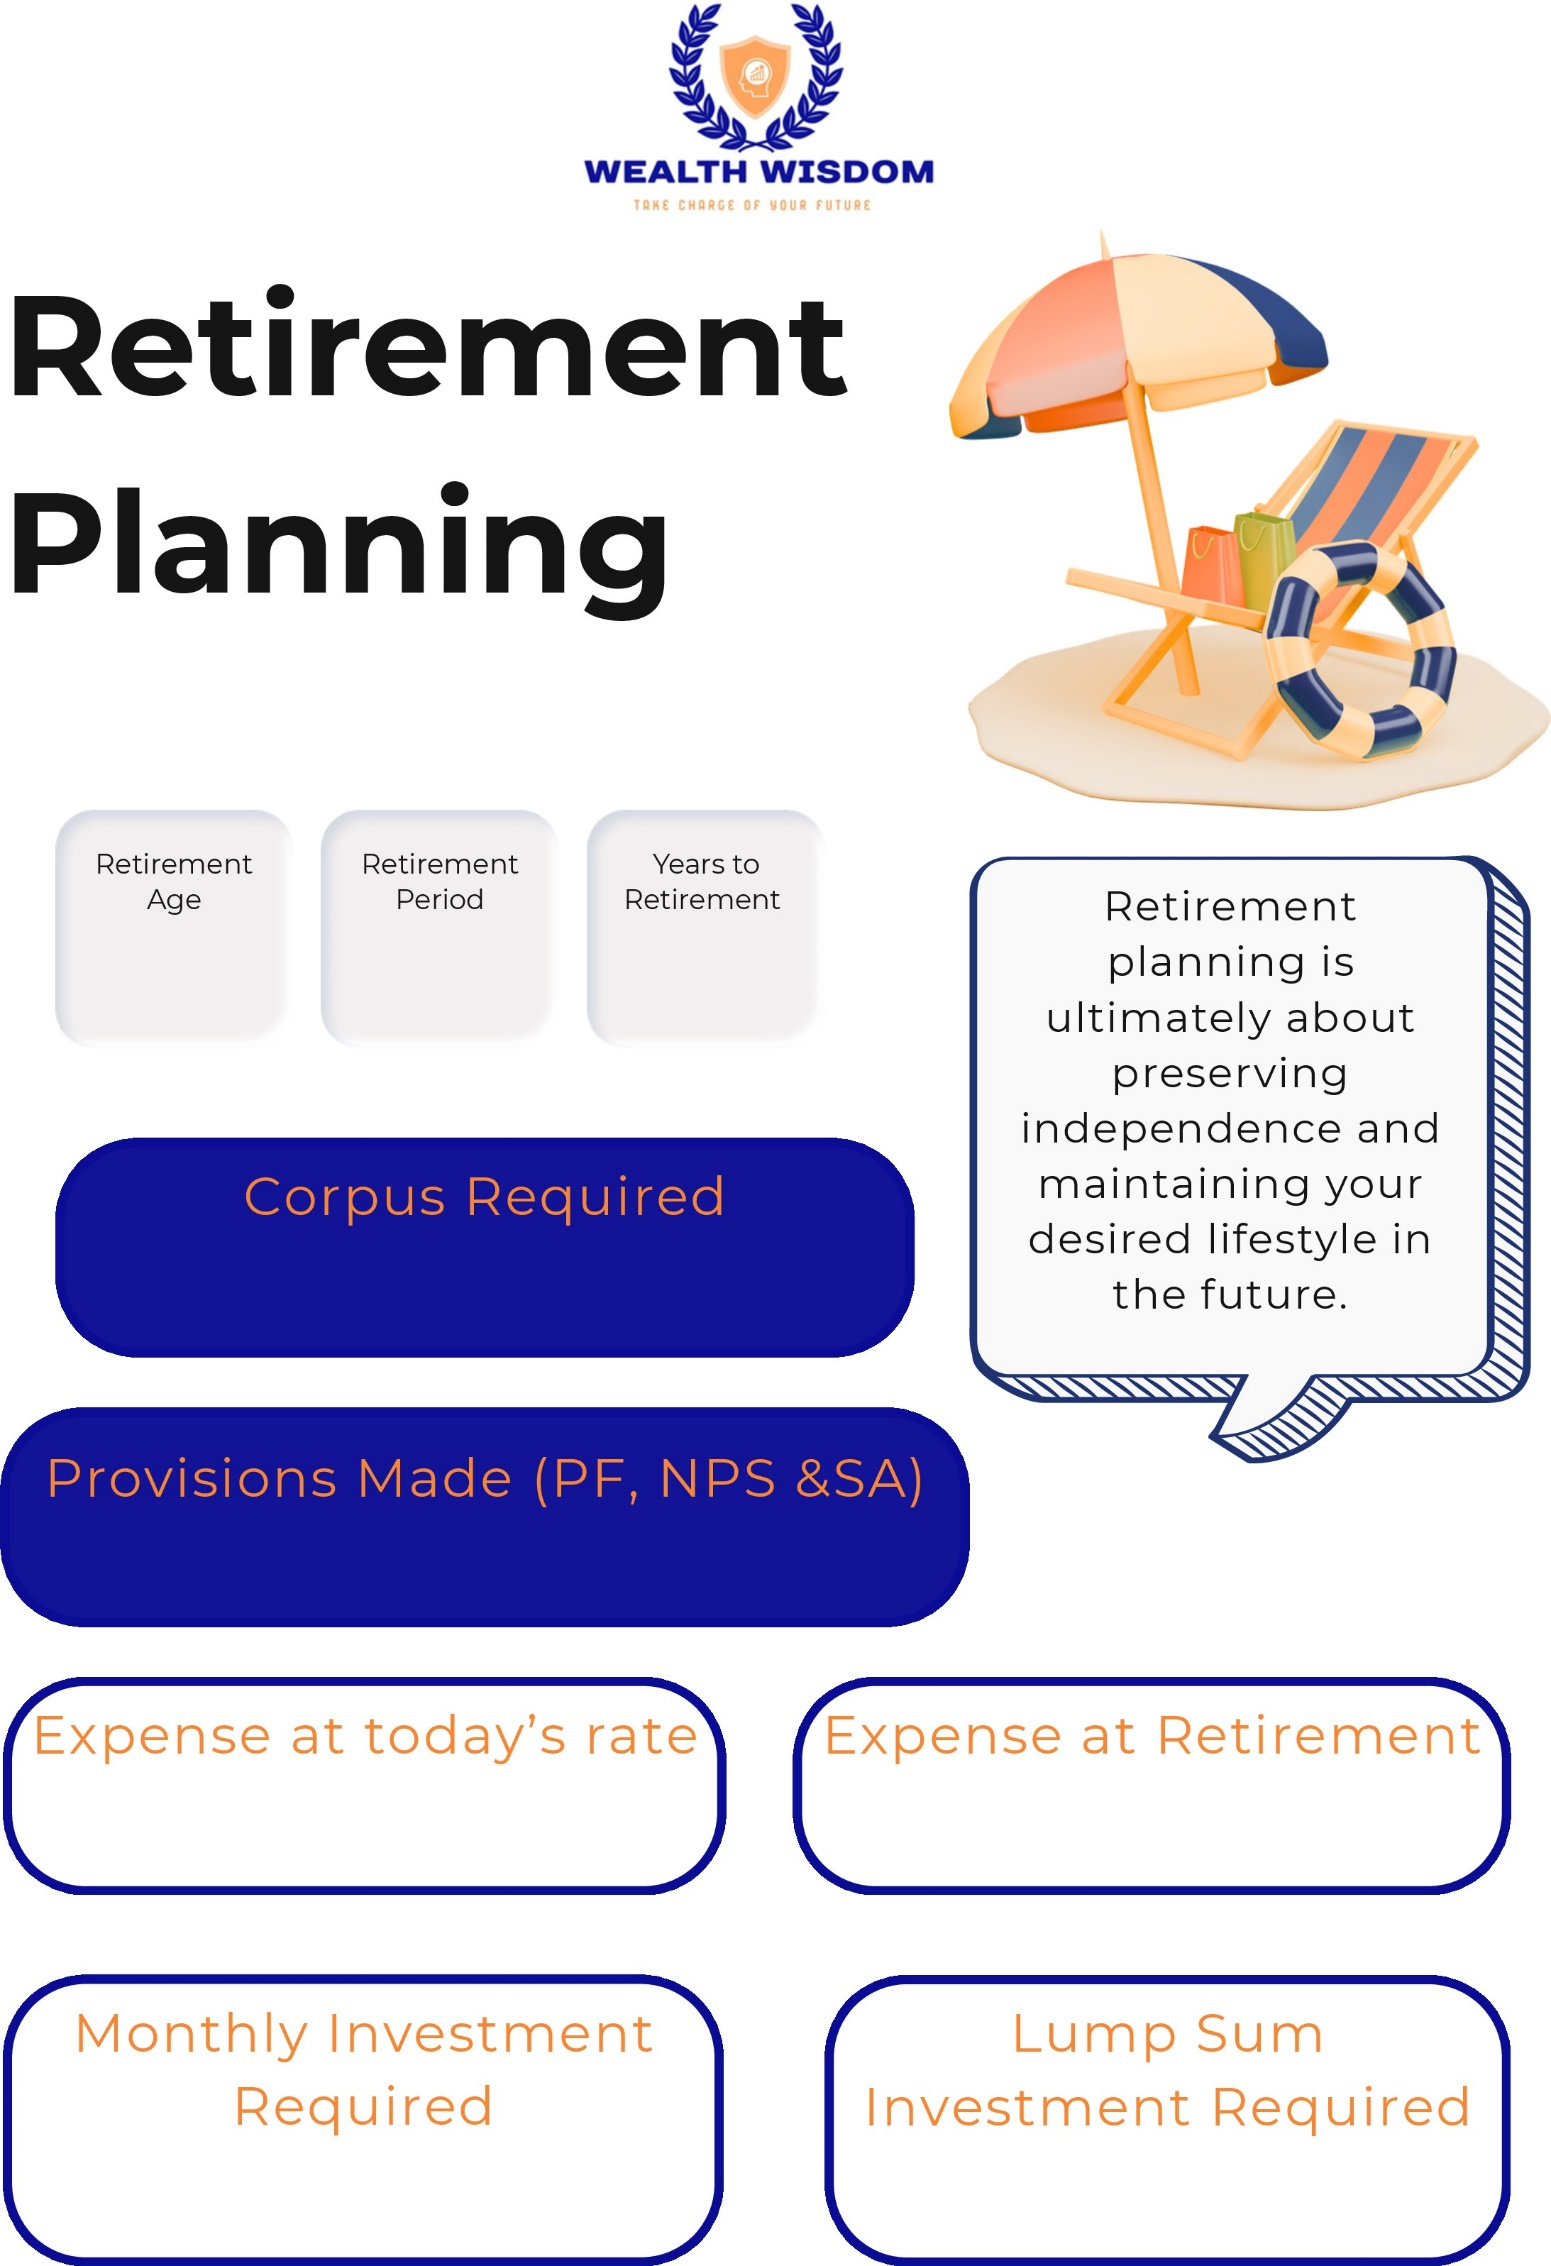 WEALTH WISDOM
TAKE CHARGE OF YOUR FUTURE
Retirement
Planning
Retirement
Age
Retirement
Period
Years to
Retirement
Retirement
planning is
ultimately about
preserving
independence and
maintaining your
desired lifestyle in
the future.
Corpus Required
Provisions Made (PF, NPS &SA)
Expense at today’s rate
Expense at Retirement
Monthly Investment
Required
Lump Sum
Investment Required